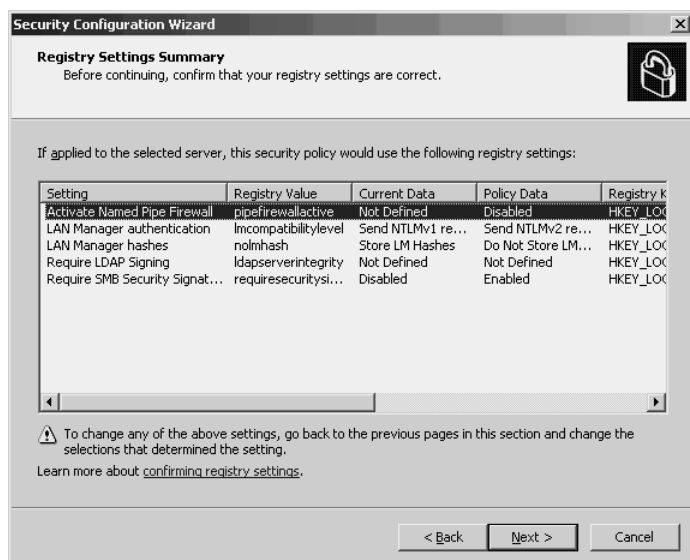 Security Configuration Wizard
Registry Settings Summary
Before continuing, confirm that your registry settings are correct.
If applied to the selected server, this security policy would use the following registry settings:
Setting Registry Value Current Data Policy Data Registry K
Activate Named Pipe Firewall pipefirewallactive Not Defined Disabled HKEY_LOC
LAN Manager authentication lmcompatibilitylevel Send NTLMv1 re... Send NTLMv2 re... HKEY_LOC
LAN Manager hashes nolmhash Store LM Hashes Do Not Store LM... HKEY_LOC
Require LDAP Signing ldapserverintegrity Not Defined Not Defined HKEY_LOC
Require SMB Security Signat... requiresecuritysi... Disabled Enabled HKEY_LOC
To change any of the above settings, go back to the previous pages in this section and change the
selections that determined the setting.
Learn more about confirming registry settings.
< Back Next > Cancel